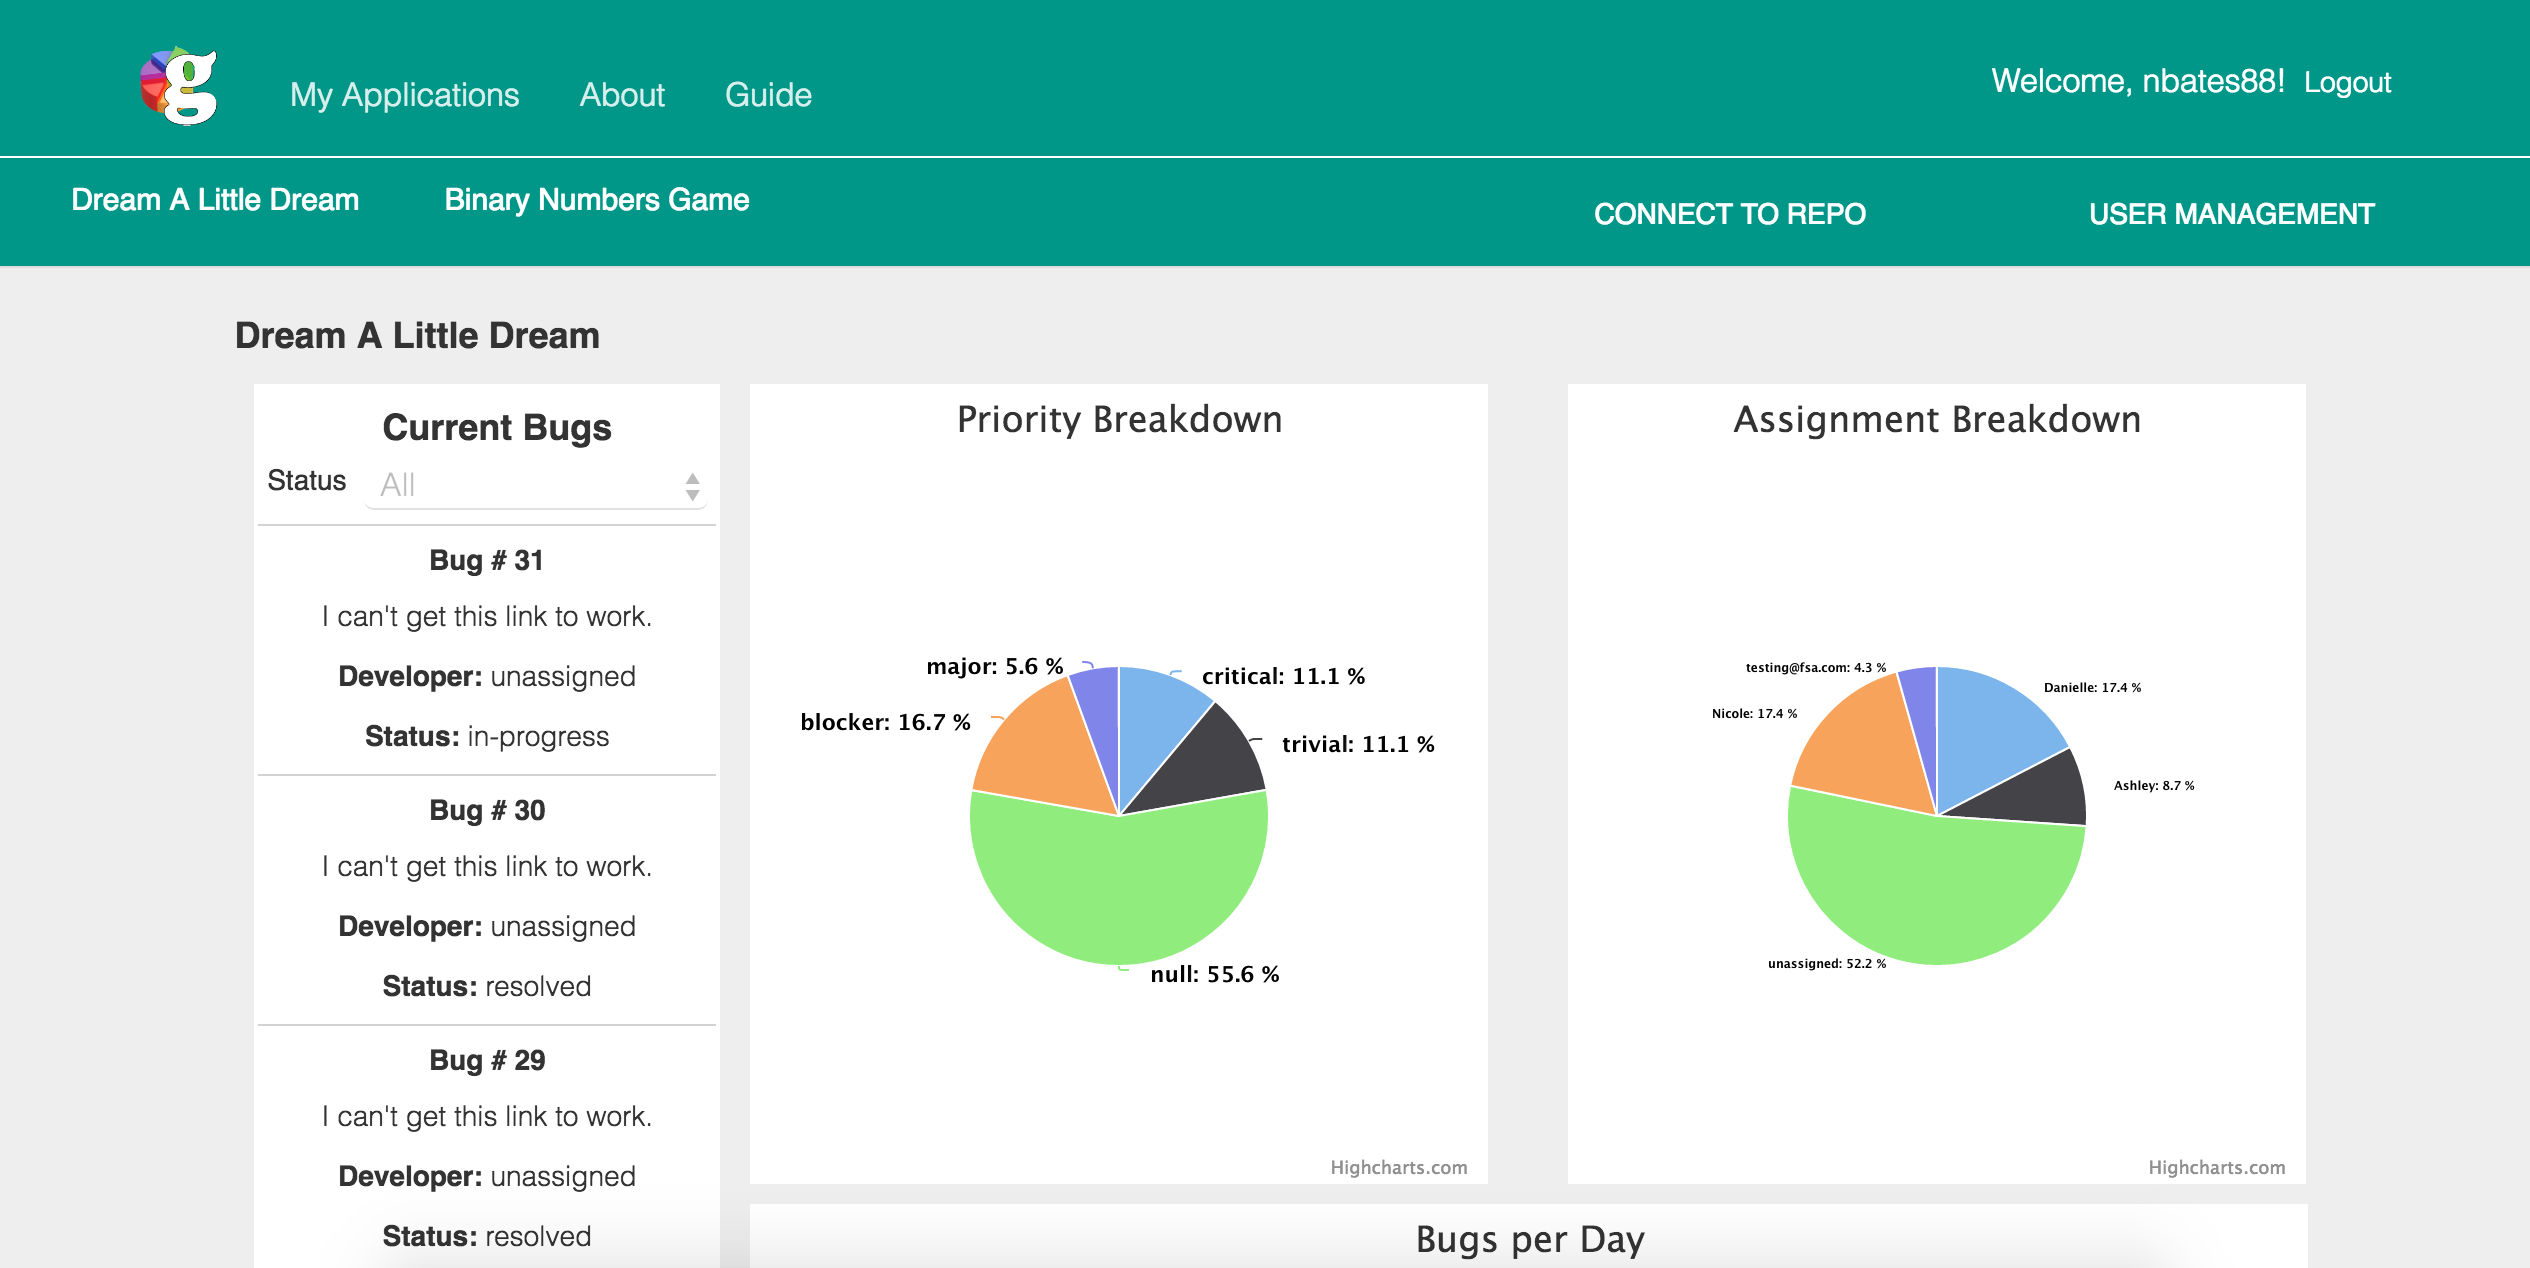 g
My Applications About Guide
Welcome, nbates88! Logout
Dream A Little Dream Binary Numbers Game
CONNECT TO REPO USER MANAGEMENT
Dream A Little Dream
Current Bugs
Status All
Bug # 31
I can't get this link to work.
Developer: unassigned
Status: in-progress
Bug # 30
I can't get this link to work.
Developer: unassigned
Status: resolved
Bug # 29
I can't get this link to work.
Developer: unassigned
Status: resolved
Priority Breakdown
major: 5.6 %
critical: 11.1 %
blocker: 16.7 %
trivial: 11.1 %
null: 55.6 %
Highcharts.com
Assignment Breakdown
testing@fsa.com: 4.3 %
Danielle: 17.4 %
Nicole: 17.4 %
Ashley: 8.7 %
unassigned: 52.2 %
Highcharts.com
Bugs per Day